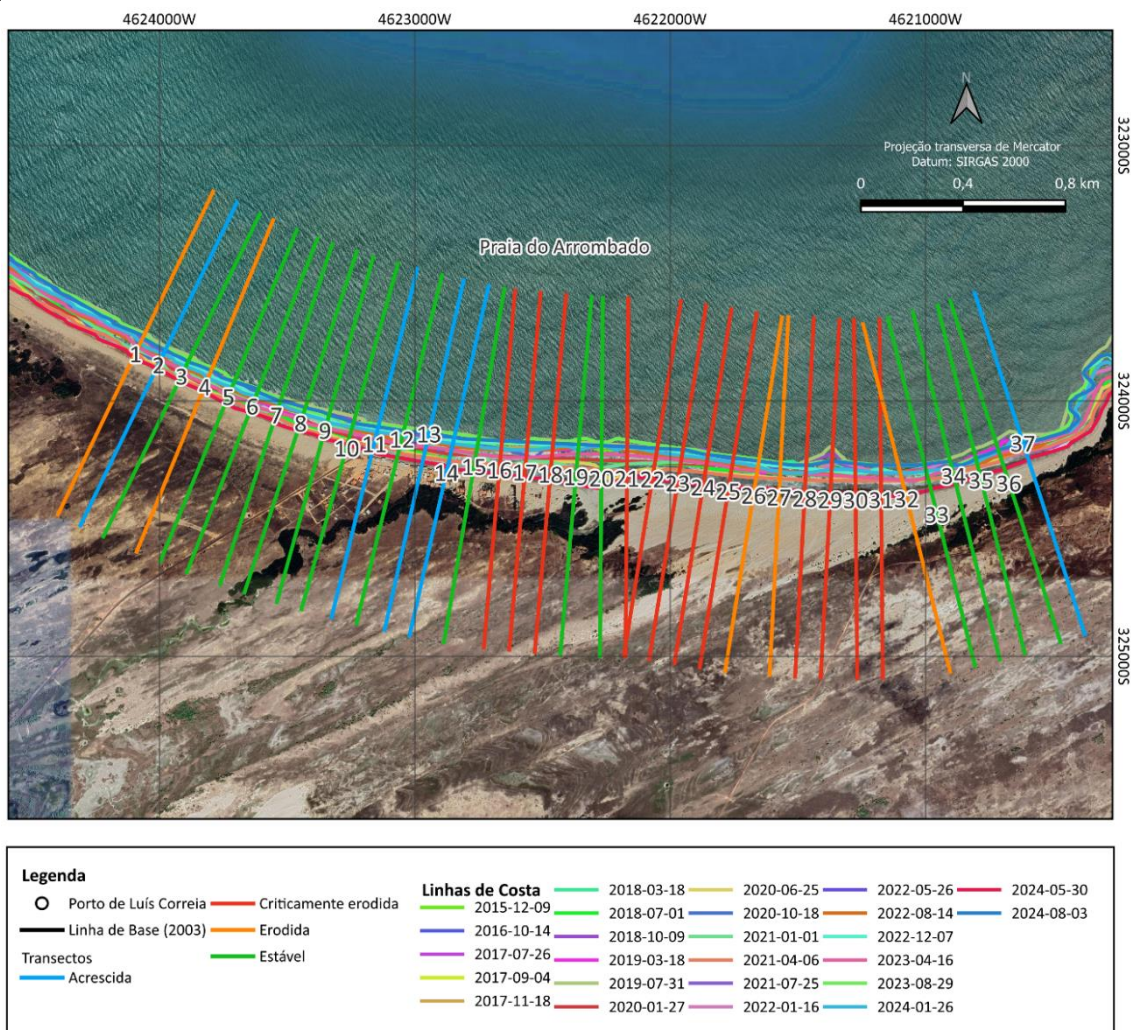 4624000W 4623000W 4622000W 4621000W
N
Projeção transversa de Mercator
Datum: SIRGAS 2000
0 0,4 0,8 km
3230000S
Praia do Arrombado
3240000S
3250000S
1 2 3 4 5 6 7 8 9 10 11 12 13 14 15 16 17 18 19 20 21 22 23 24 25 26 27 28 29 30 31 32 33 34 35 36 37
Legenda
Porto de Luís Correia
Linha de Base (2003)
Transectos
Acrescida
Criticamente erodida
Erodida
Estável
Linhas de Costa
2015-12-09
2016-10-14
2017-07-26
2017-09-04
2017-11-18
2018-03-18
2018-07-01
2018-10-09
2019-03-18
2019-07-31
2020-01-27
2020-06-25
2020-10-18
2021-01-01
2021-04-06
2021-07-25
2022-01-16
2022-05-26
2022-08-14
2022-12-07
2023-04-16
2023-08-29
2024-01-26
2024-05-30
2024-08-03